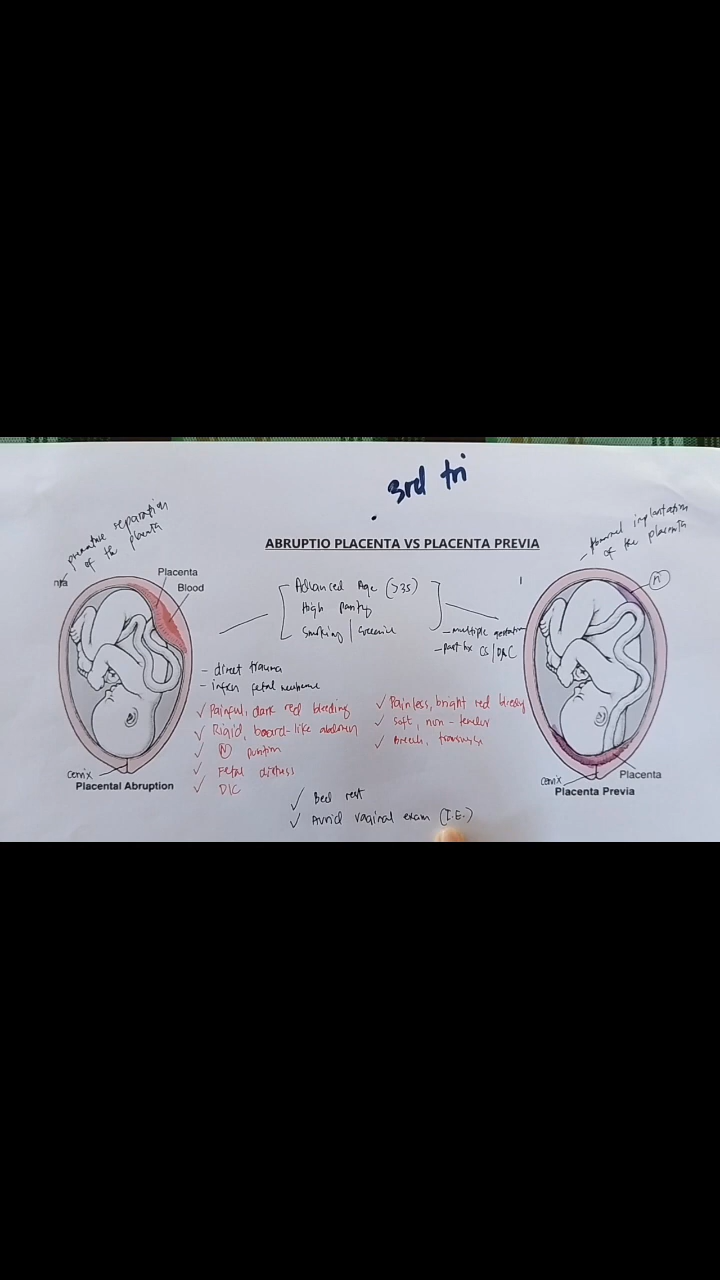 3rd tri
ABRUPTIO PLACENTA VS PLACENTA PREVIA
premature separation
of the placenta
Placenta
Blood
Advanced Age (>35)
High parity
Smoking /
abnormal implantation
of the placenta
N
- multiple gestation
- past hx CS/D&C
- direct trauma
- fetal membrane
✓ Painful, dark red bleeding
✓ Rigid, board-like abdomen
✓ N position
✓ Fetal distress
✓ DIC
✓ Painless, bright red bleeding
✓ Soft, non-tender
✓ Breech, transverse
cervix
Placental Abruption
✓ Bed rest
✓ Avoid vaginal exam (I.E.)
cervix
Placenta
Placenta Previa